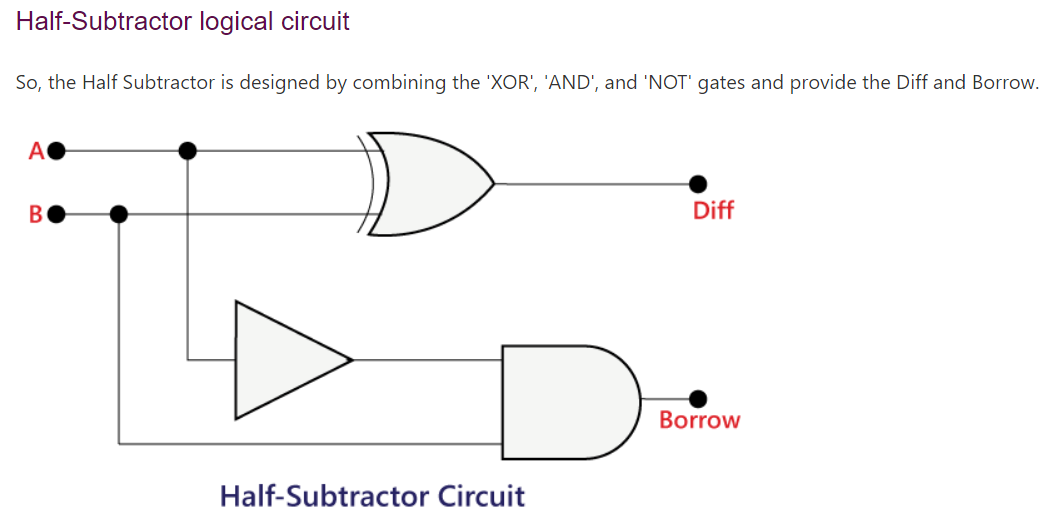 Half-Subtractor logical circuit
So, the Half Subtractor is designed by combining the 'XOR', 'AND', and 'NOT' gates and provide the Diff and Borrow.
A
B
Diff
Borrow
Half-Subtractor Circuit